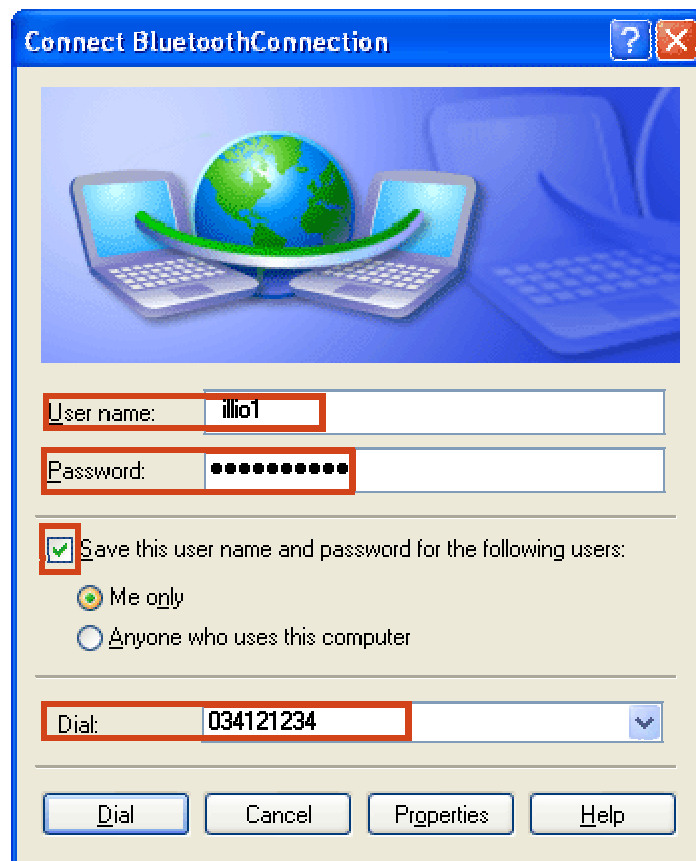 Connect BluetoothConnection
User name: illio1
Password: ●●●●●●●●●●
Save this user name and password for the following users:
Me only
Anyone who uses this computer
Dial: 034121234
Dial Cancel Properties Help